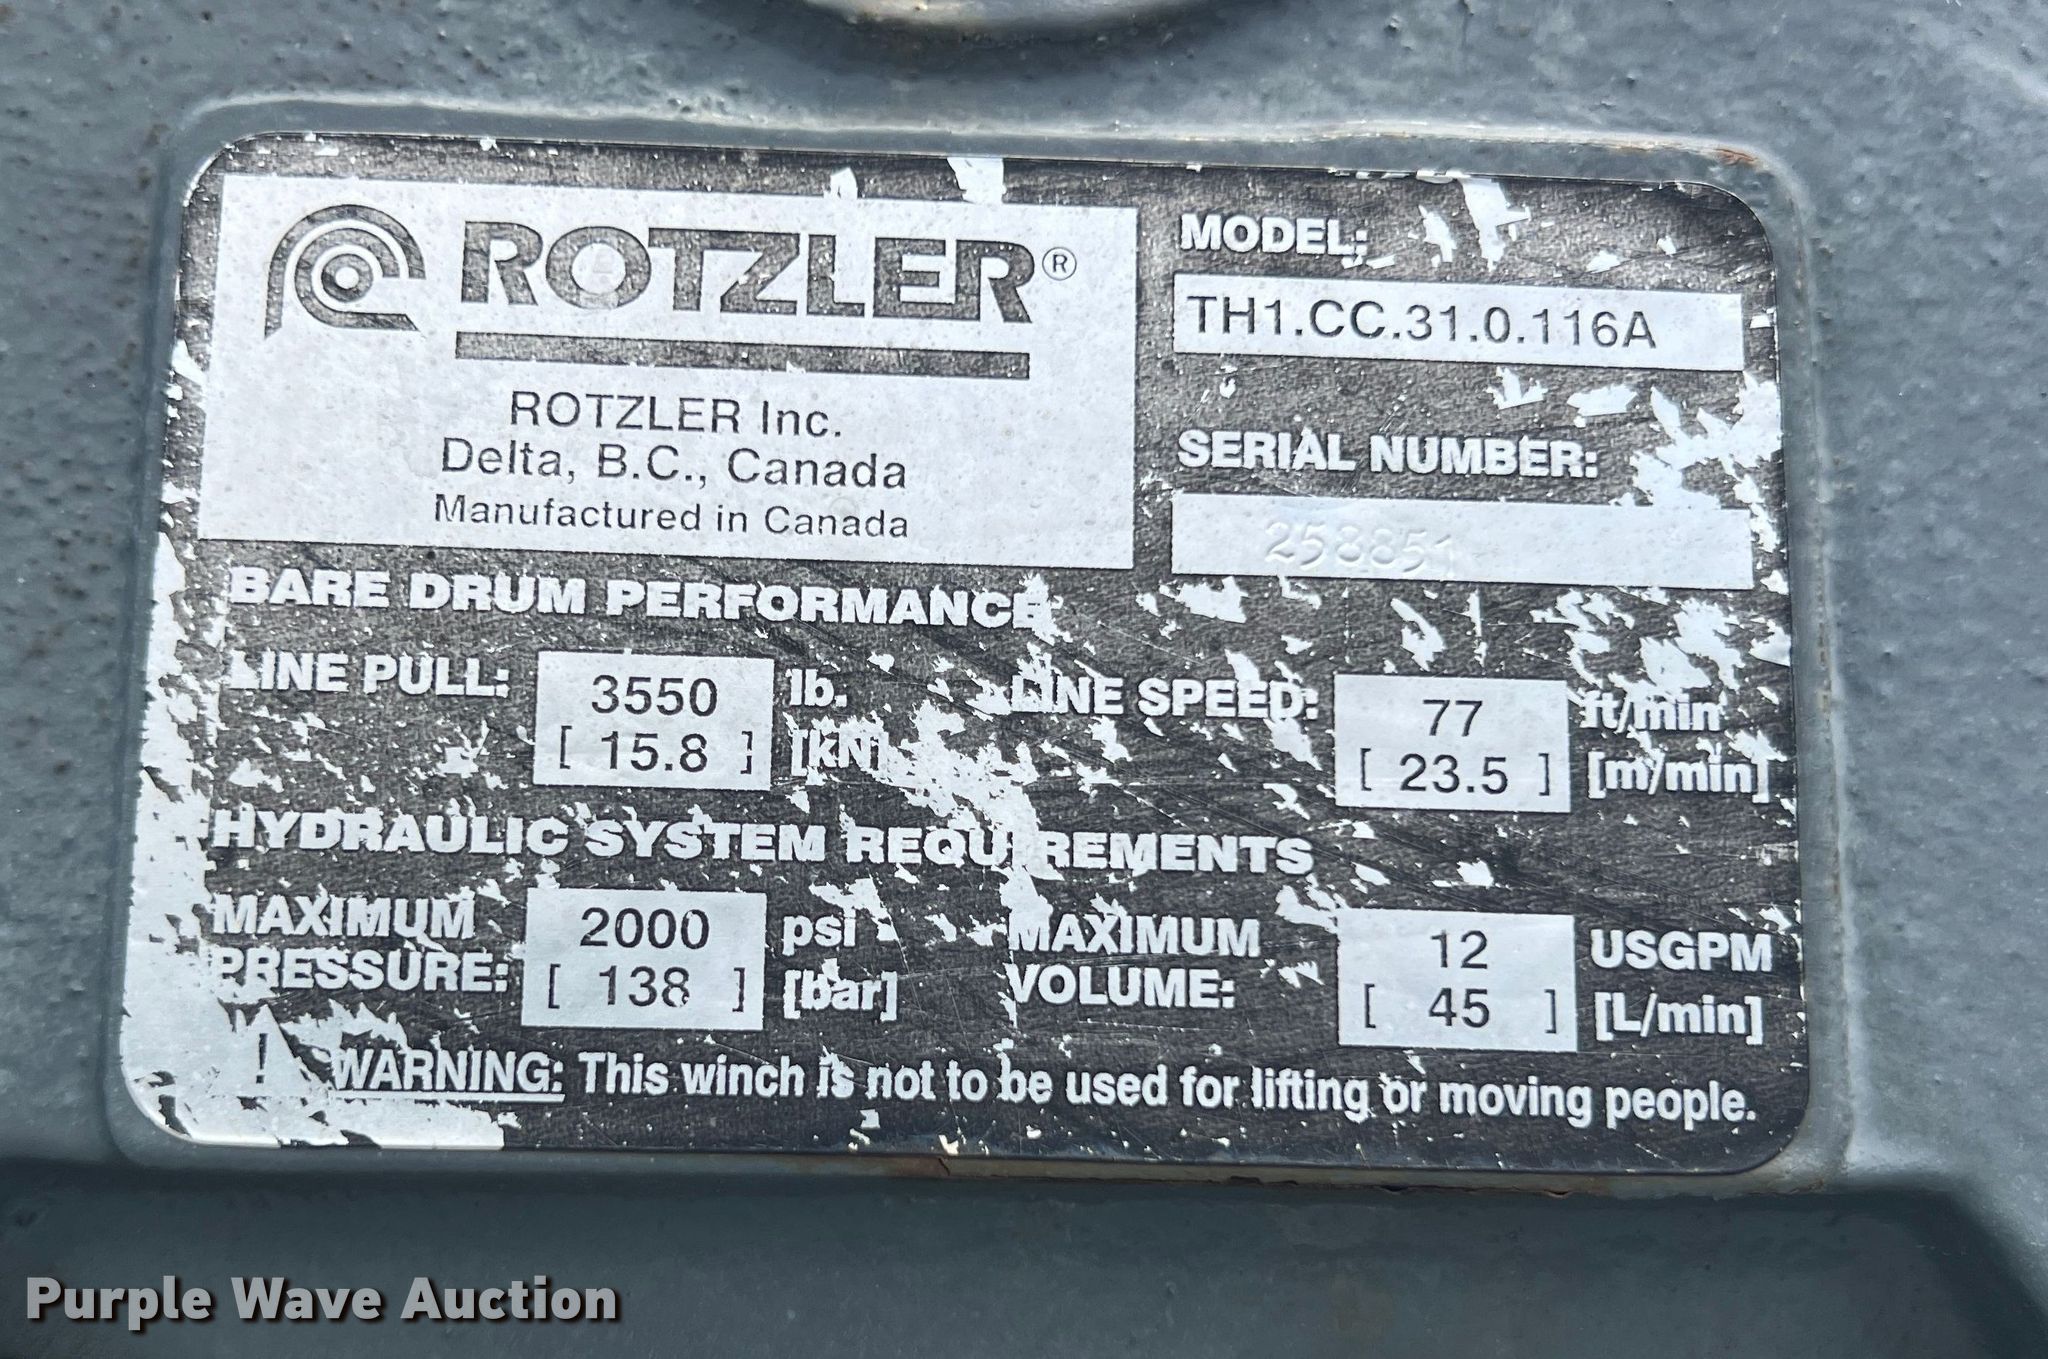 ROTZLER®
ROTZLER Inc.
Delta, B.C., Canada
Manufactured in Canada
MODEL:
TH1.CC.31.0.116A
SERIAL NUMBER:
258851
BARE DRUM PERFORMANCE
LINE PULL: 3550 lb.
[ 15.8 ] [kN]
LINE SPEED: 77 ft/min
[ 23.5 ] [m/min]
HYDRAULIC SYSTEM REQUIREMENTS
MAXIMUM PRESSURE: 2000 psi
[ 138 ] [bar]
MAXIMUM VOLUME: 12 USGPM
[ 45 ] [L/min]
! WARNING: This winch is not to be used for lifting or moving people.
Purple Wave Auction